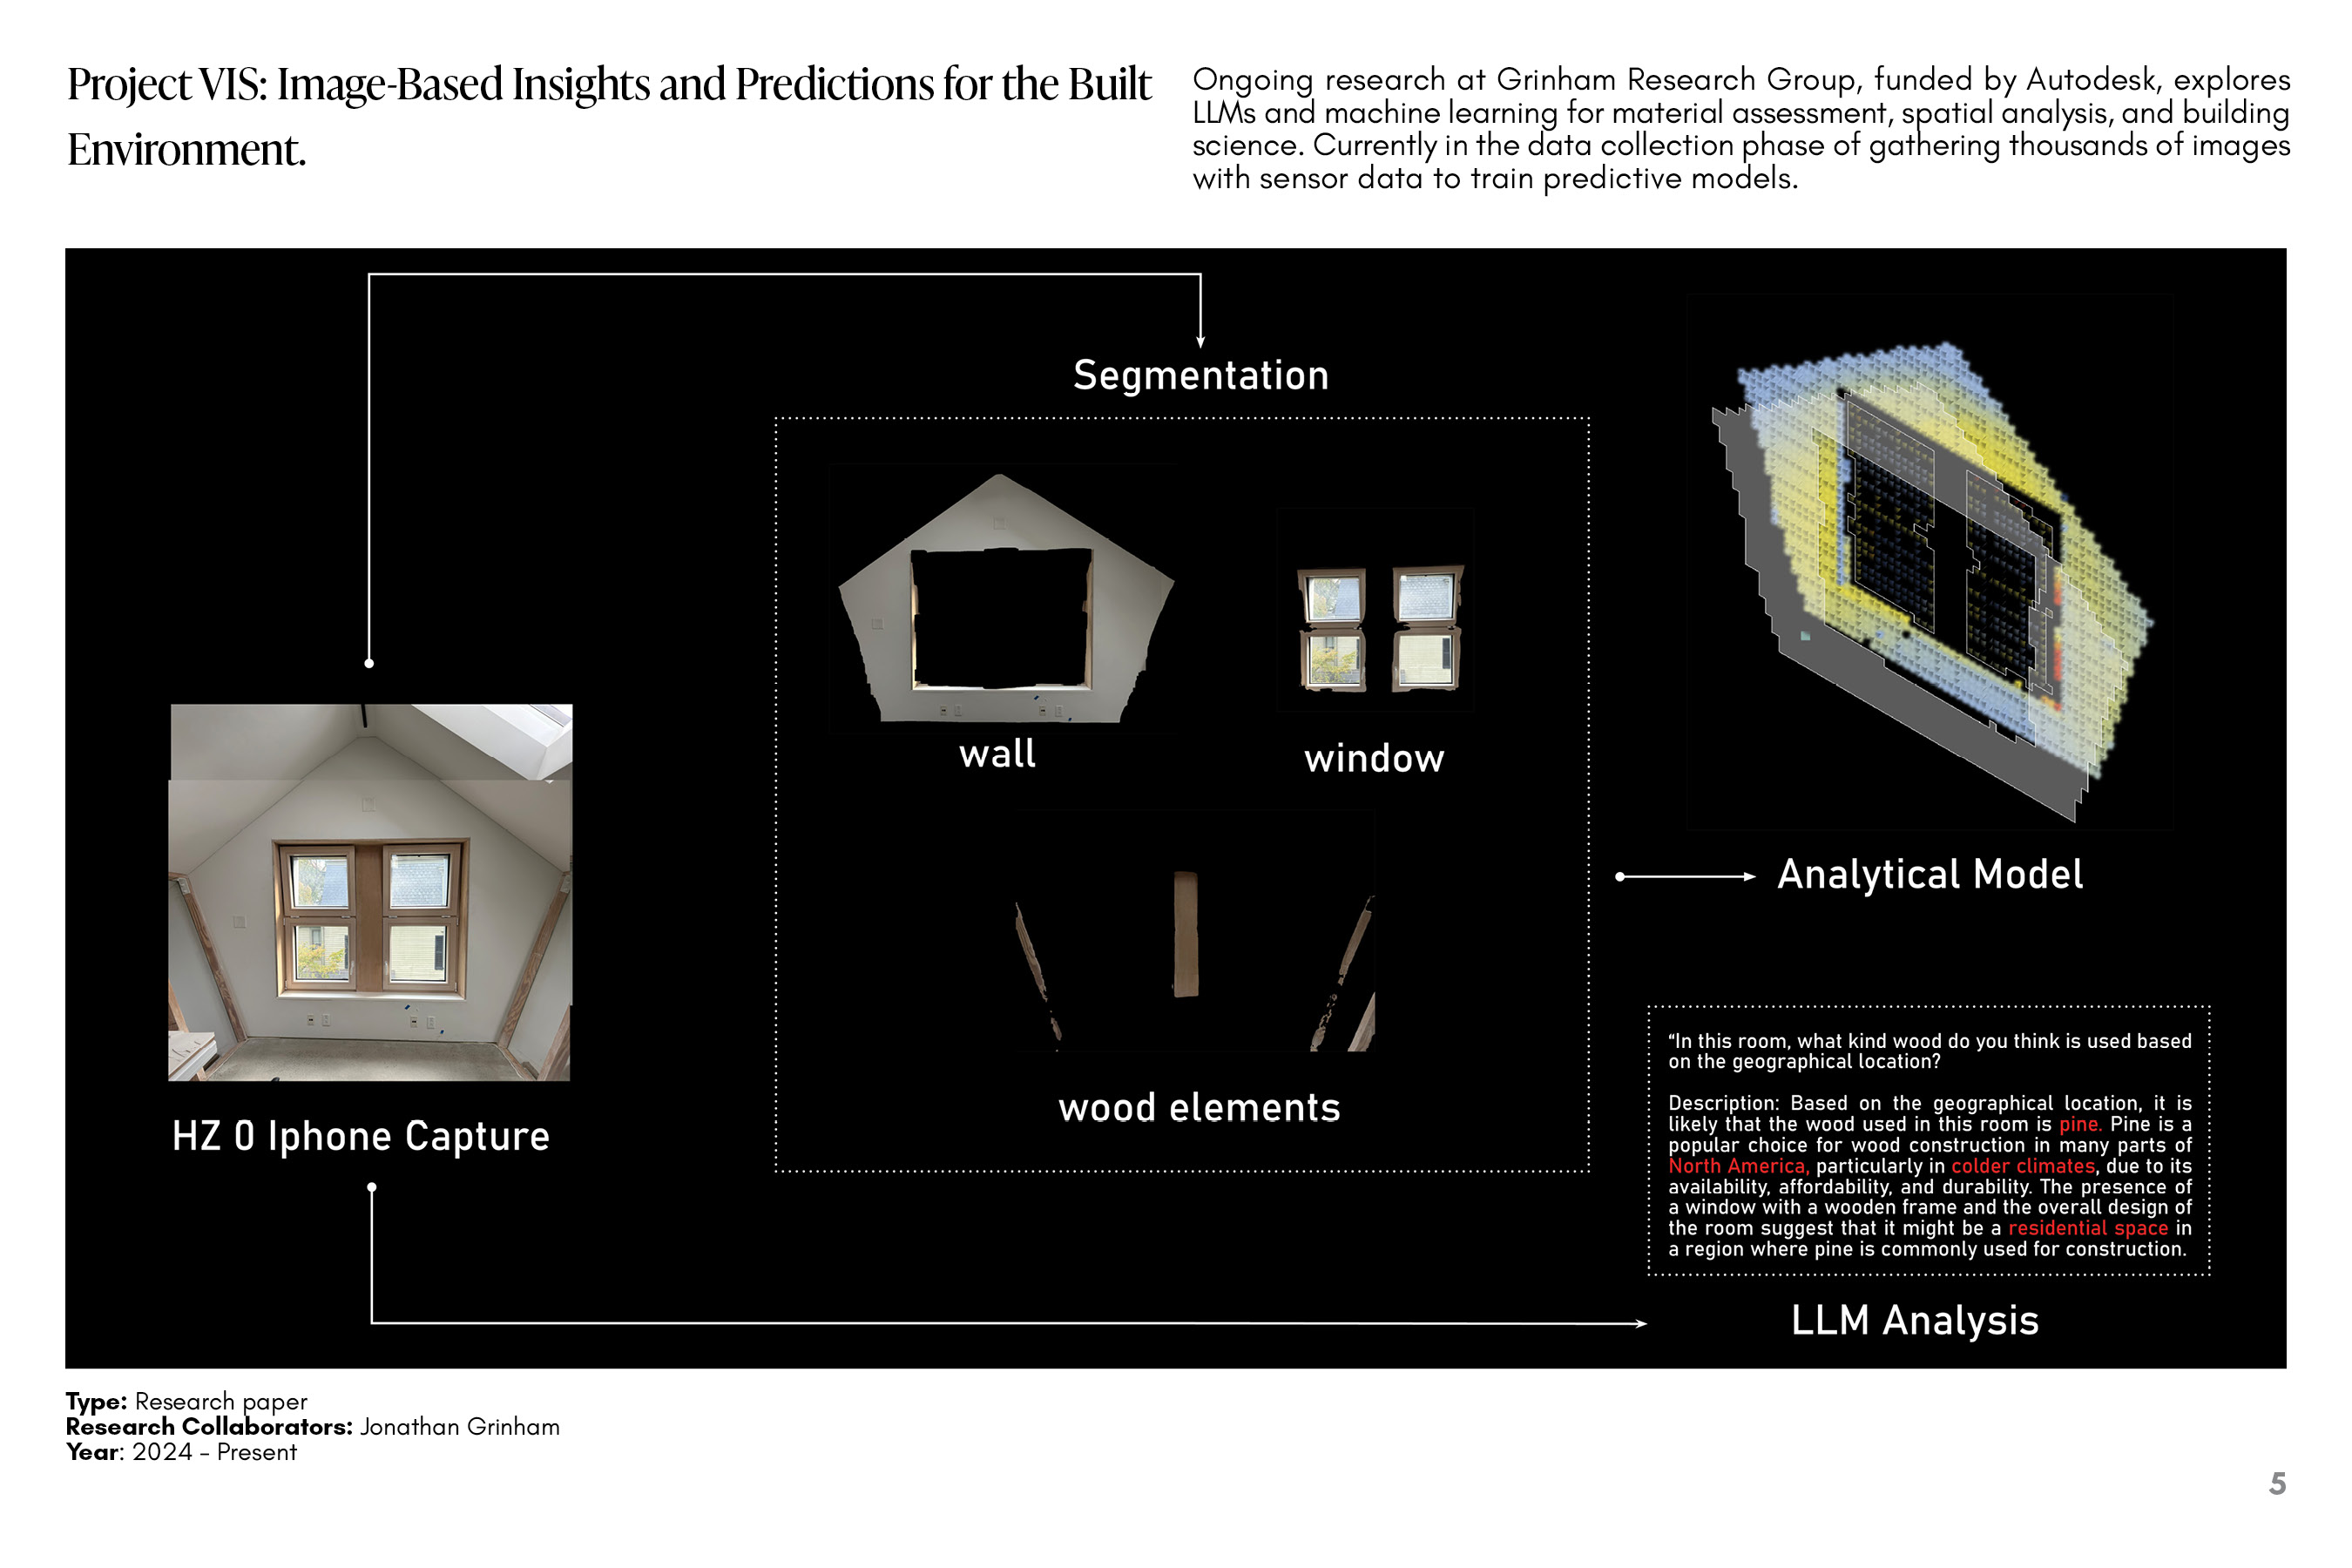 Project VIS: Image-Based Insights and Predictions for the Built
Environment.
Ongoing research at Grinham Research Group, funded by Autodesk, explores
LLMs and machine learning for material assessment, spatial analysis, and building
science. Currently in the data collection phase of gathering thousands of images
with sensor data to train predictive models.
Segmentation
wall
window
wood elements
HZ 0 Iphone Capture
Analytical Model
“In this room, what kind wood do you think is used based
on the geographical location?
Description: Based on the geographical location, it is
likely that the wood used in this room is pine. Pine is a
popular choice for wood construction in many parts of
North America, particularly in colder climates, due to its
availability, affordability, and durability. The presence of
a window with a wooden frame and the overall design of
the room suggest that it might be a residential space in
a region where pine is commonly used for construction.
LLM Analysis
Type: Research paper
Research Collaborators: Jonathan Grinham
Year: 2024 - Present
5